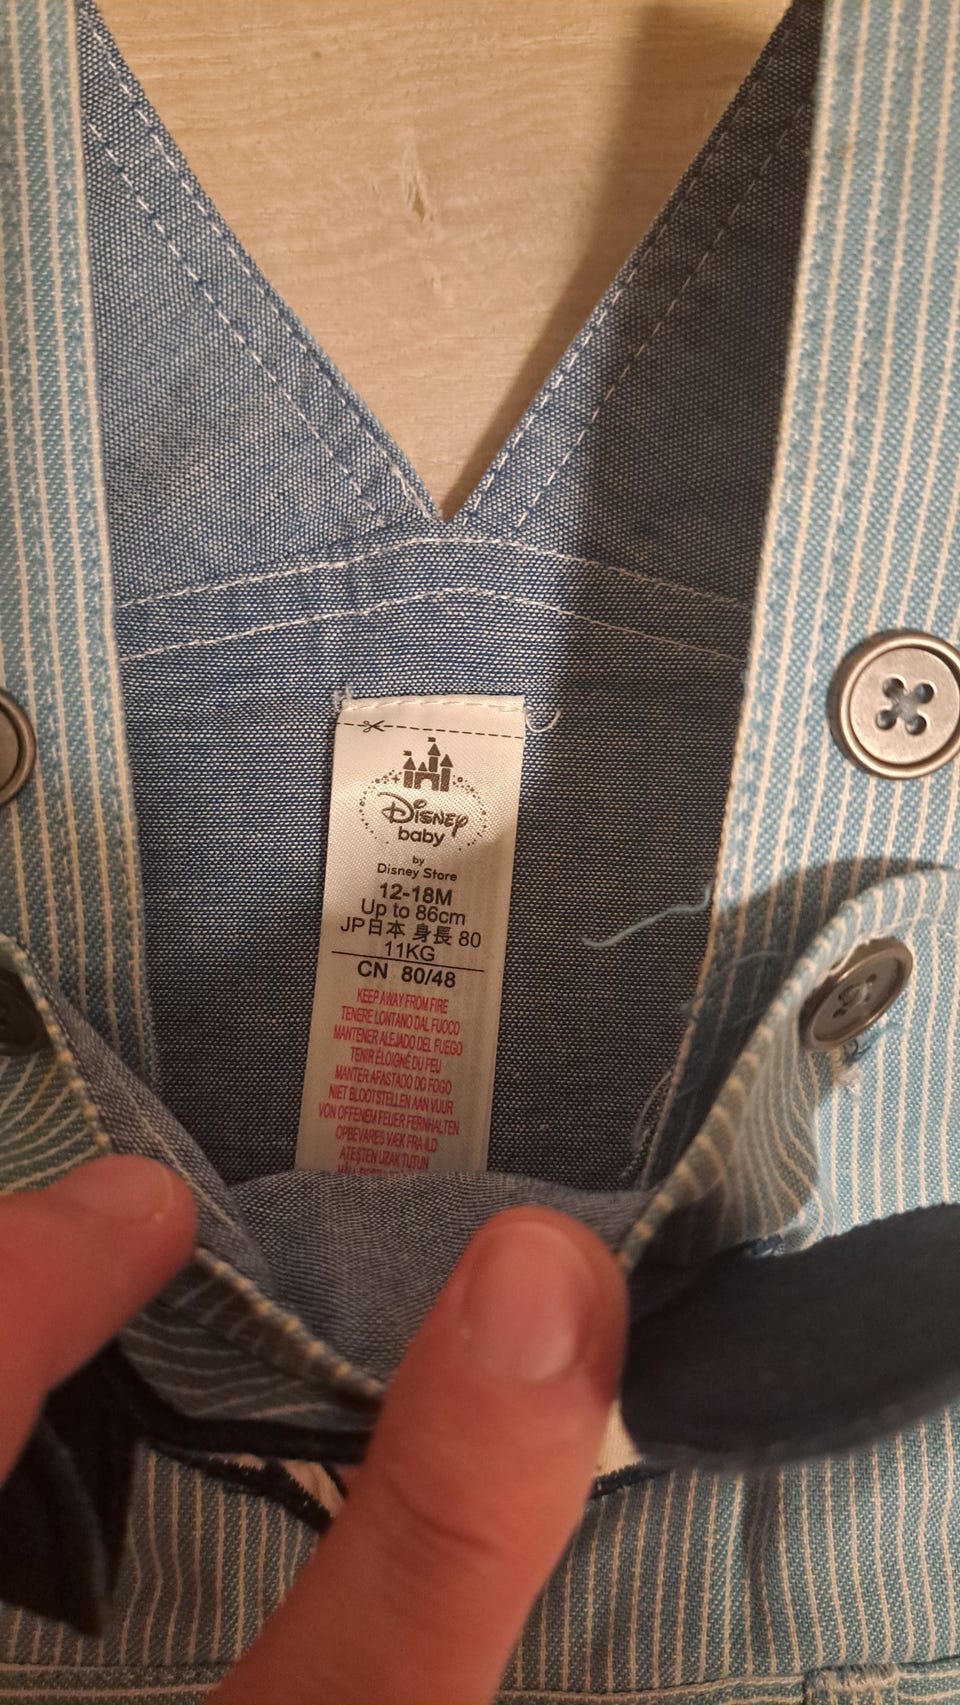 Disney
baby
by
Disney Store
12-18M
Up to 86cm
JP日本 身長 80
11KG
CN 80/48
KEEP AWAY FROM FIRE
TENERE LONTANO DAL FUOCO
MANTENER ALEJADO DEL FUEGO
TENIR ÉLOIGNÉ DU FEU
MANTER AFASTADO DO FOGO
NIET BLOOTSTELLEN AAN VUUR
VON OFFENEM FEUER FERNHALTEN
OPBEVARES VÆK FRA ILD
ATEŞTEN UZAK TUTUN